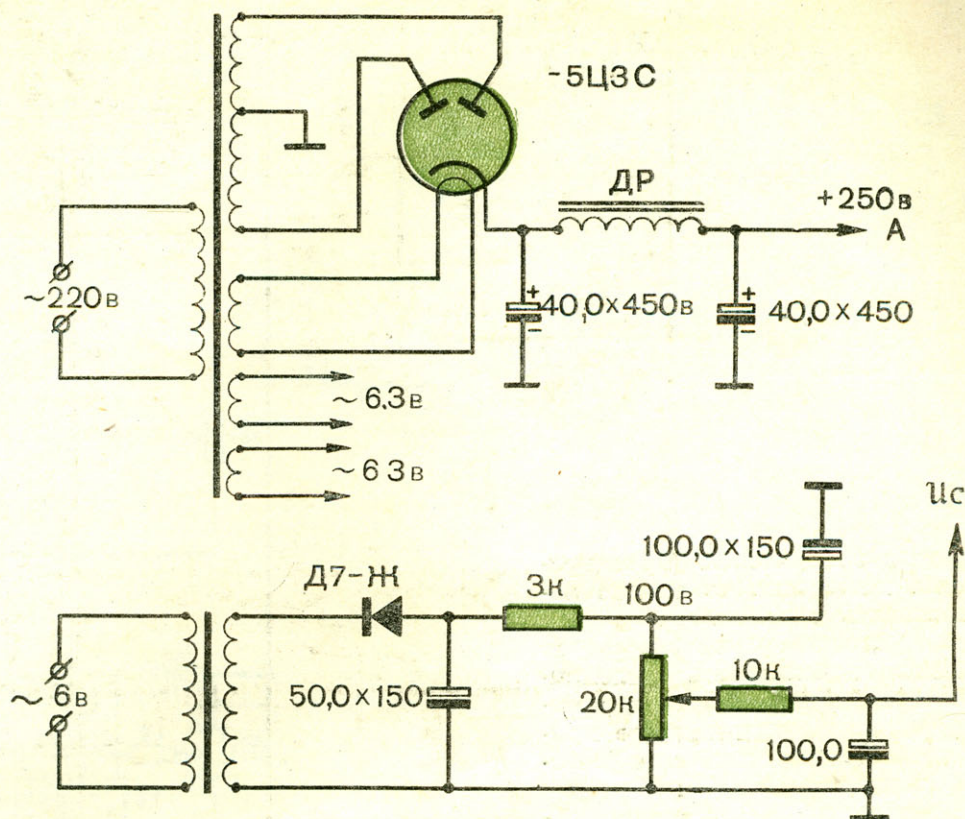 -5Ц3С
ДР
+250в
А
~220в
40,0×450в
40,0×450
~6.3в
~6 3в
Uс
100,0×150
Д7-Ж
3к
100в
10к
~ 6в
50,0×150
20к
100,0